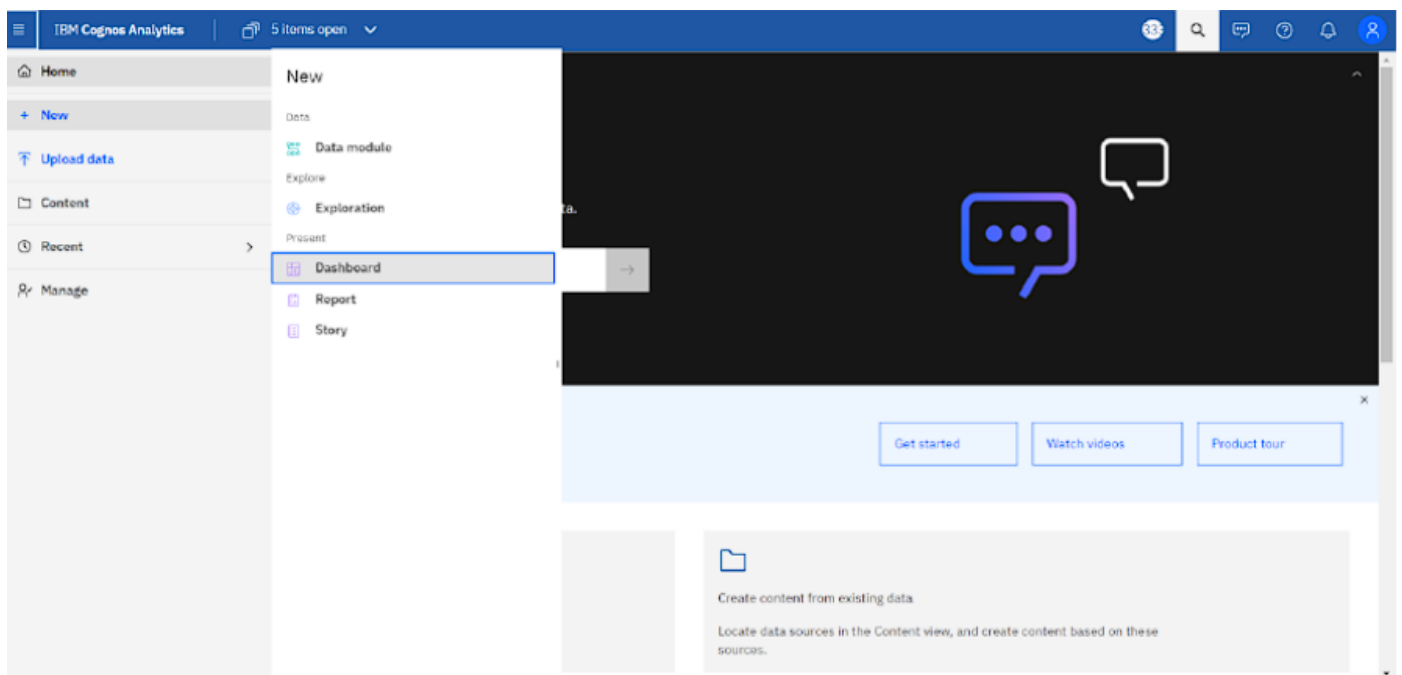 IBM Cognos Analytics
5 items open
Home
New
Upload data
Content
Recent
Manage
New
Data
Data module
Explore
Exploration
Present
Dashboard
Report
Story
ta.
Get started
Watch videos
Product tour
Create content from existing data
Locate data sources in the Content view, and create content based on these
sources.